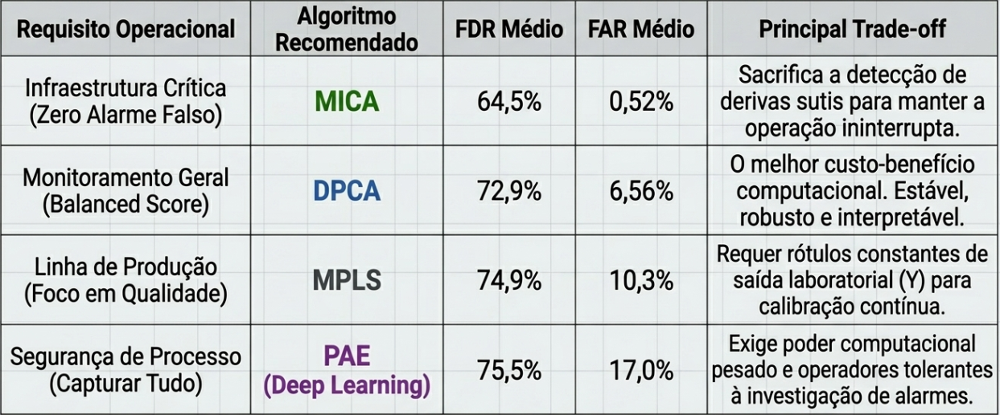 Requisito Operacional
Algoritmo
Recomendado
FDR Médio
FAR Médio
Principal Trade-off
Infraestrutura Crítica
(Zero Alarme Falso)
MICA
64,5%
0,52%
Sacrifica a detecção de
derivas sutis para manter a
operação ininterrupta.
Monitoramento Geral
(Balanced Score)
DPCA
72,9%
6,56%
O melhor custo-benefício
computacional. Estável,
robusto e interpretável.
Linha de Produção
(Foco em Qualidade)
MPLS
74,9%
10,3%
Requer rótulos constantes de
saída laboratorial (Y) para
calibração contínua.
Segurança de Processo
(Capturar Tudo)
PAE
(Deep Learning)
75,5%
17,0%
Exige poder computacional
pesado e operadores tolerantes
à investigação de alarmes.